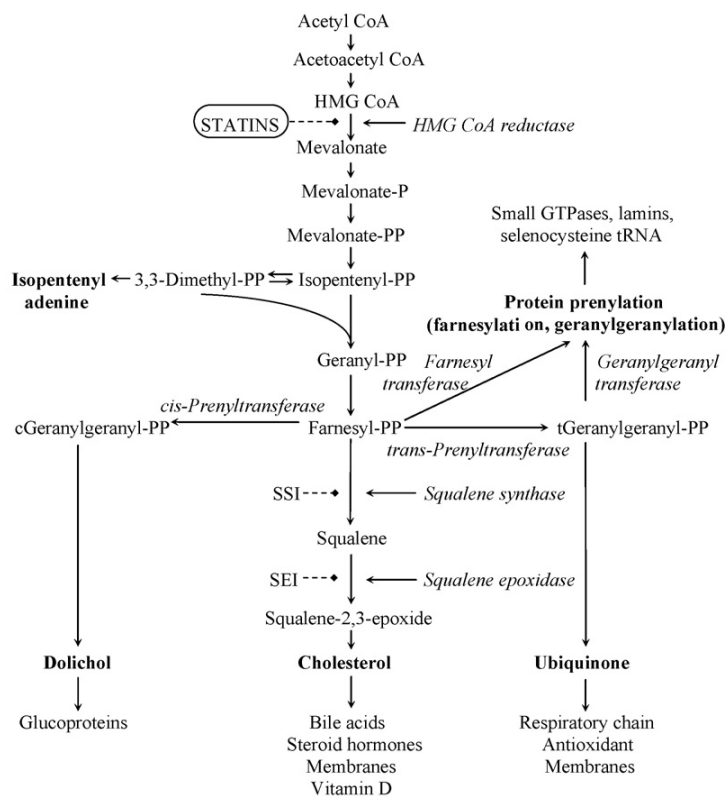 Acetyl CoA
Acetoacetyl CoA
HMG CoA
STATINS
HMG CoA reductase
Mevalonate
Mevalonate-P
Small GTPases, lamins,
selenocysteine tRNA
Mevalonate-PP
Isopentenyl
adenine
3,3-Dimethyl-PP
Isopentenyl-PP
Protein prenylation
(farnesylati on, geranylgeranylation)
Geranyl-PP
Farnesyl
transferase
Geranylgeranyl
transferase
cis-Prenyltransferase
cGeranylgeranyl-PP
Farnesyl-PP
tGeranylgeranyl-PP
trans-Prenyltransferase
SSI
Squalene synthase
Squalene
SEI
Squalene epoxidase
Squalene-2,3-epoxide
Dolichol
Cholesterol
Ubiquinone
Glucoproteins
Bile acids
Steroid hormones
Membranes
Vitamin D
Respiratory chain
Antioxidant
Membranes